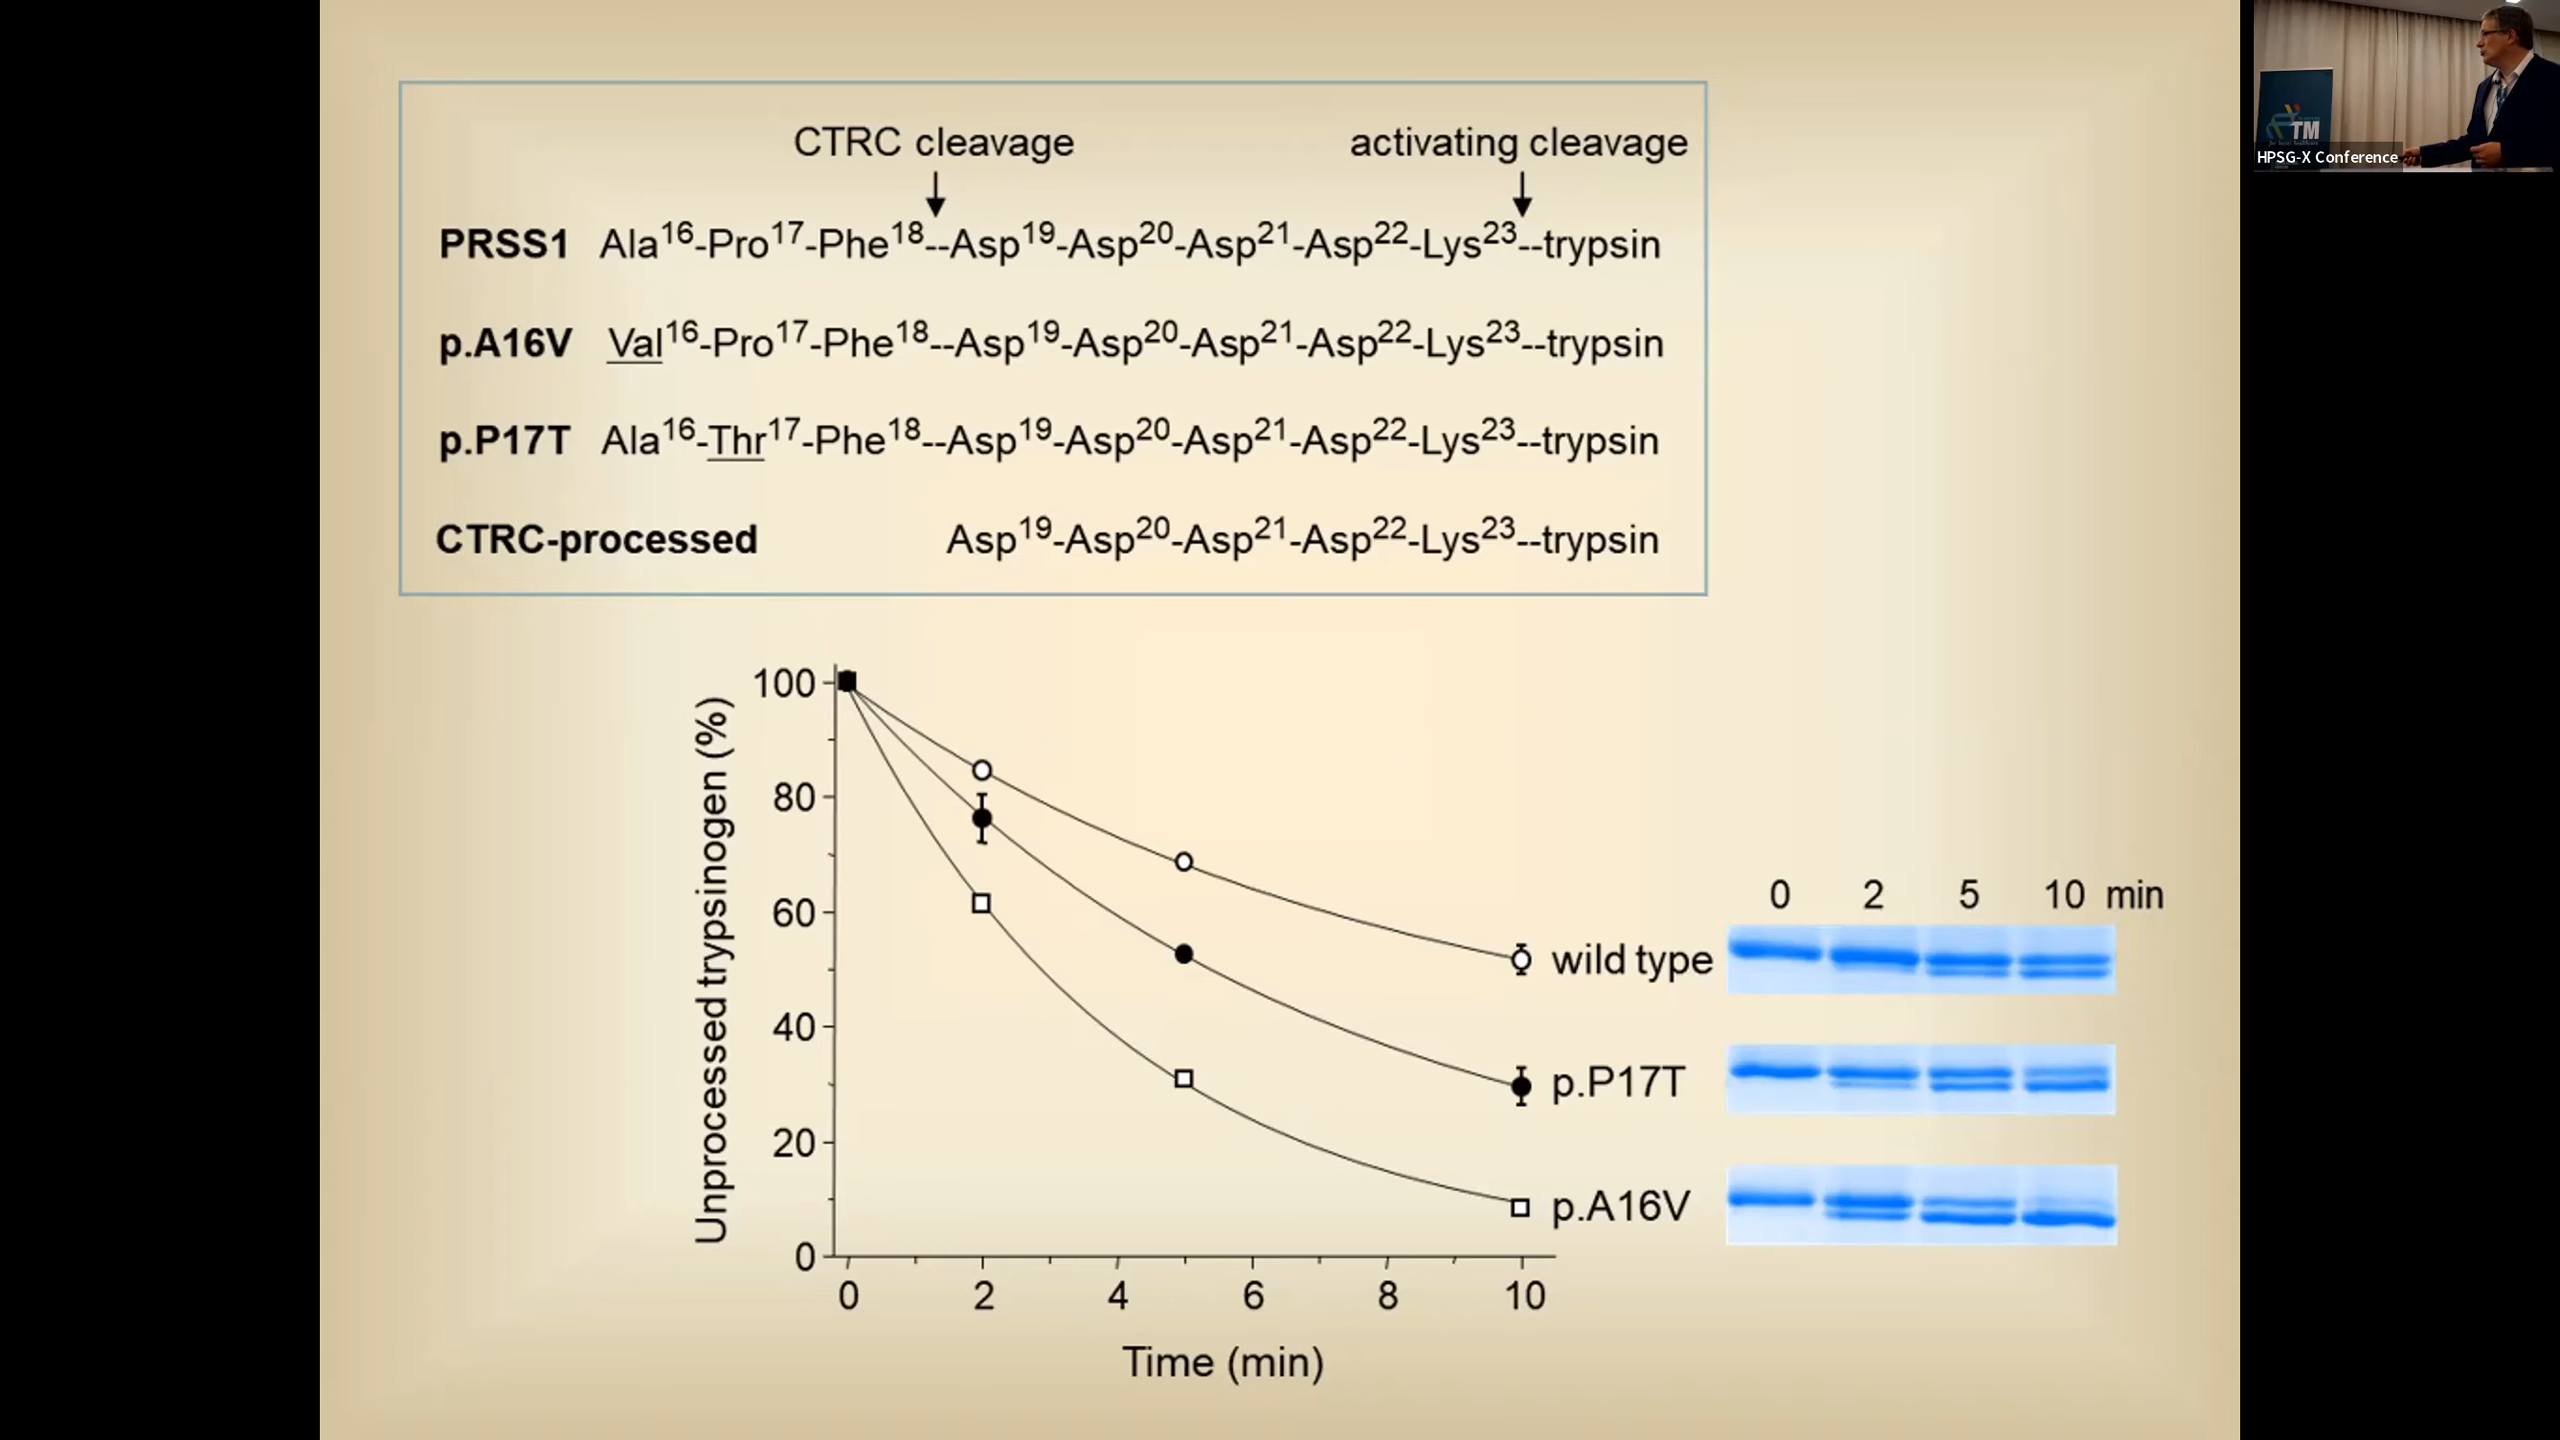 CTRC cleavage activating cleavage
PRSS1 Ala16-Pro17-Phe18--Asp19-Asp20-Asp21-Asp22-Lys23--trypsin
p.A16V Val16-Pro17-Phe18--Asp19-Asp20-Asp21-Asp22-Lys23--trypsin
p.P17T Ala16-Thr17-Phe18--Asp19-Asp20-Asp21-Asp22-Lys23--trypsin
CTRC-processed Asp19-Asp20-Asp21-Asp22-Lys23--trypsin
Unprocessed trypsinogen (%)
100
80
60
40
20
0
0 2 4 6 8 10
Time (min)
wild type
p.P17T
p.A16V
0 2 5 10 min
TM
HPSG-X Conference